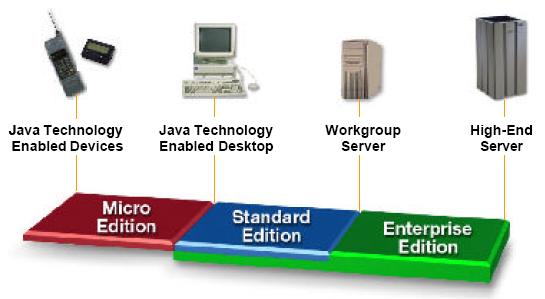 Java Technology
Enabled Devices
Java Technology
Enabled Desktop
Workgroup
Server
High-End
Server
Micro
Edition
Standard
Edition
Enterprise
Edition